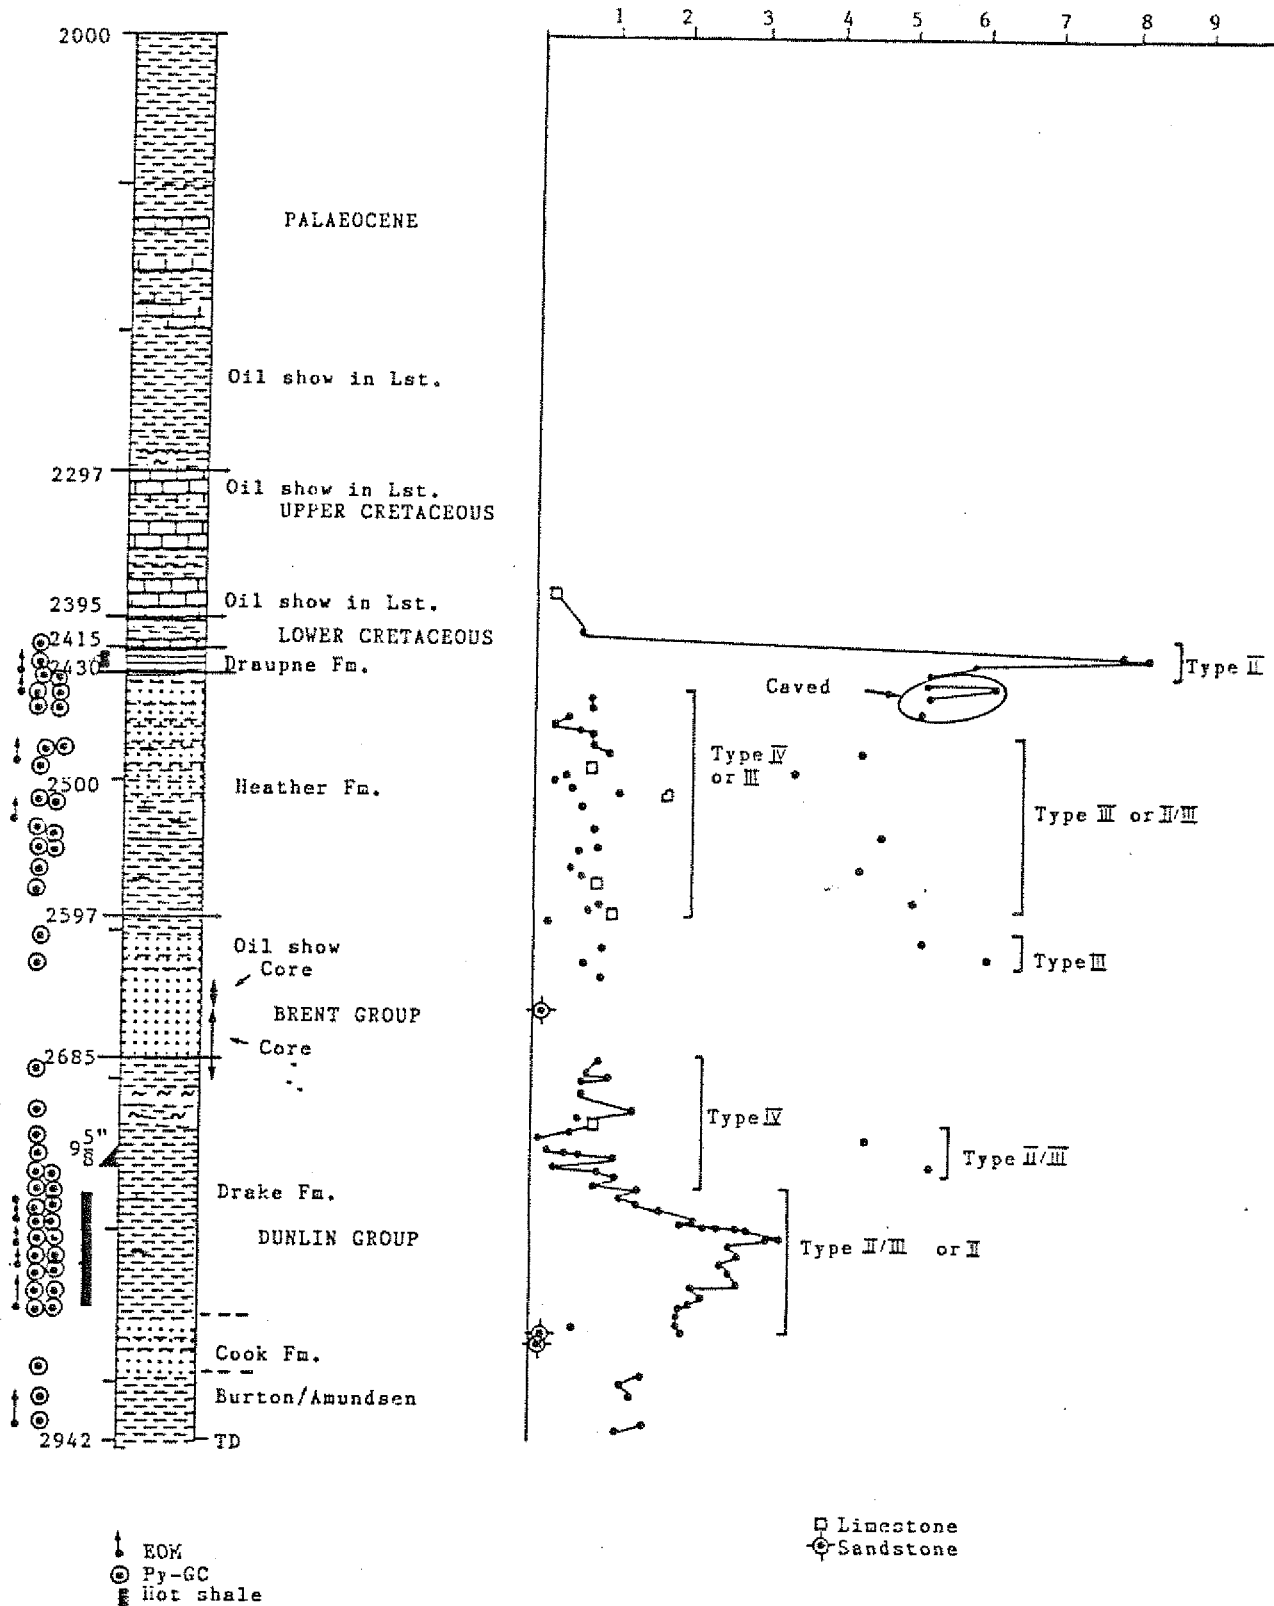 1 2 3 4 5 6 7 8 9
2000
PALAEOCENE
Oil show in Lst.
2297
Oil show in Lst.
UPPER CRETACEOUS
2395
Oil show in Lst.
LOWER CRETACEOUS
2415
2430
Draupne Fm.
Type II
Caved
Type IV
or III
2500
Heather Fm.
Type III or II/III
2597
Oil show
Core
Type III
BRENT GROUP
Core
2685
Type IV
9 5/8"
Type II/III
Drake Fm.
DUNLIN GROUP
Type II/III or II
Cook Fm.
Burton/Amundsen
2942
TD
Limestone
Sandstone
EOM
Py-GC
Hot shale